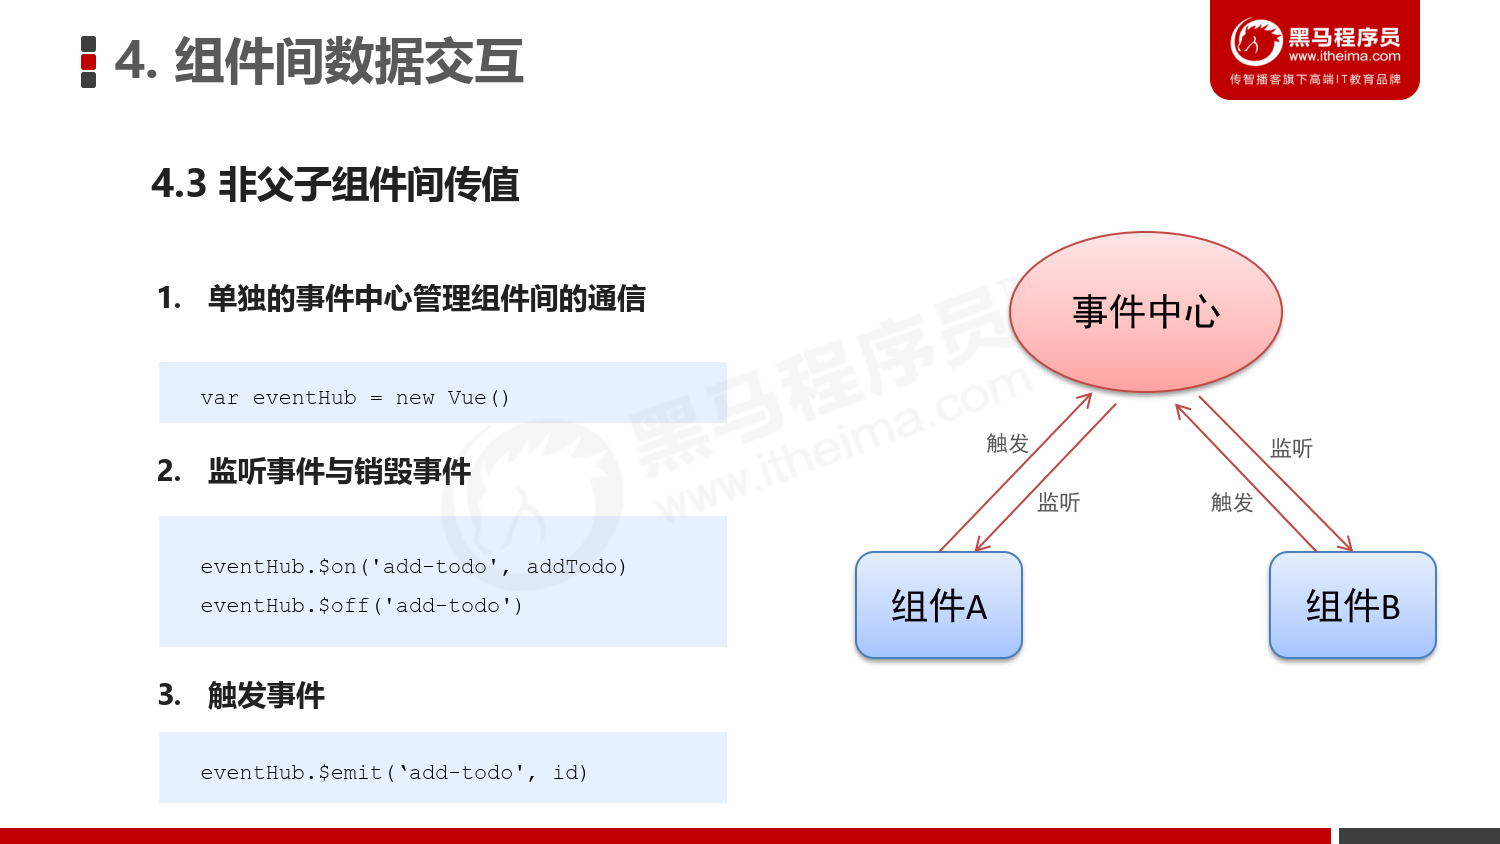 4. 组件间数据交互
黑马程序员
www.itheima.com
传智播客旗下高端IT教育品牌
4.3 非父子组件间传值
1. 单独的事件中心管理组件间的通信
var eventHub = new Vue()
2. 监听事件与销毁事件
eventHub.$on('add-todo', addTodo)
eventHub.$off('add-todo')
3. 触发事件
eventHub.$emit(‘add-todo', id)
事件中心
触发
监听
监听
触发
组件A
组件B
黑马程序员™
www.itheima.com